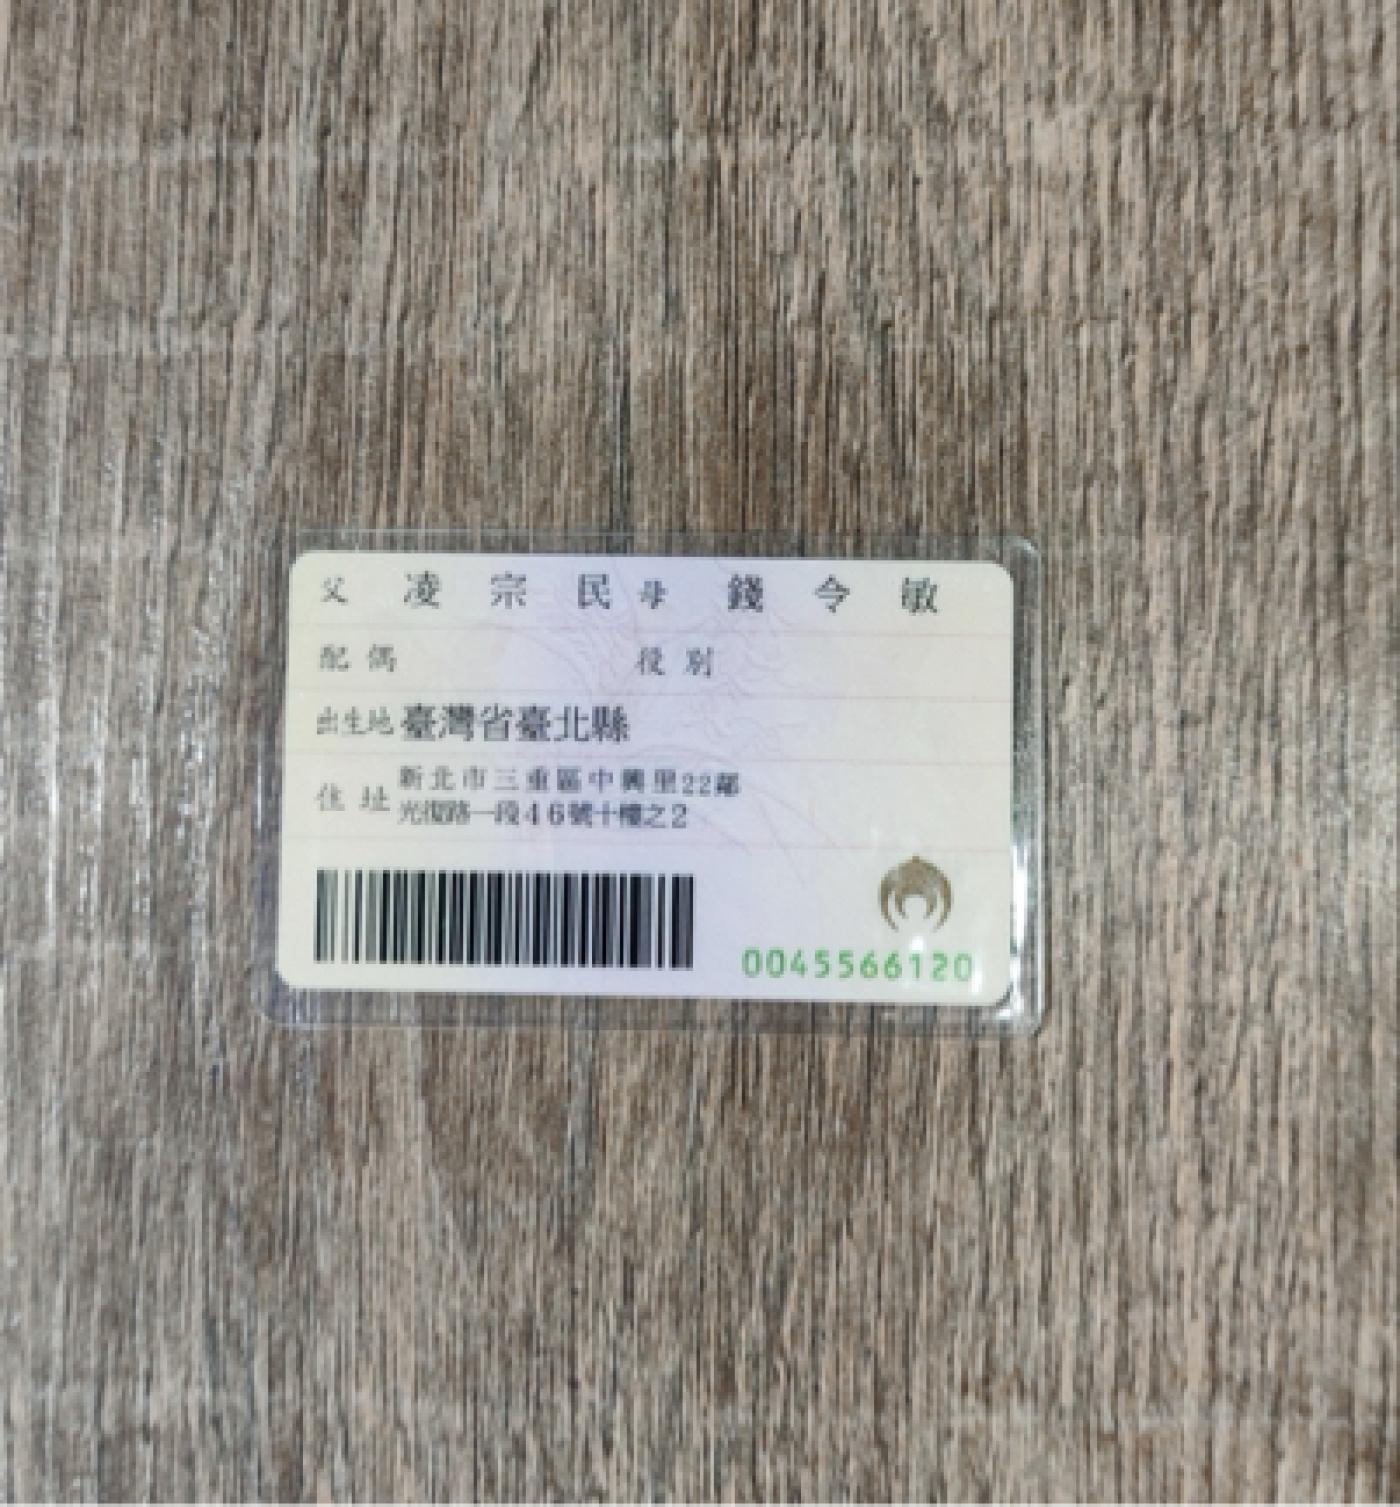 父 凌宗民 母 錢令敏
配偶 役別
出生地 臺灣省臺北縣
住址 新北市三重區中興里22鄰
光復路一段46號十樓之2
0045566120